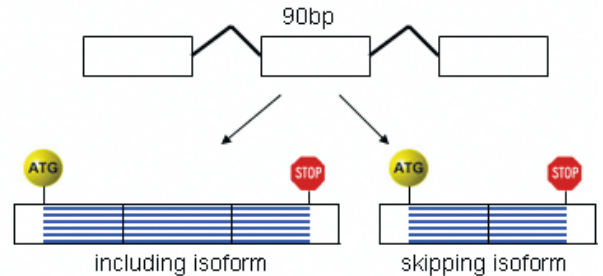 90bp
ATG
STOP
ATG
STOP
including isoform
skipping isoform